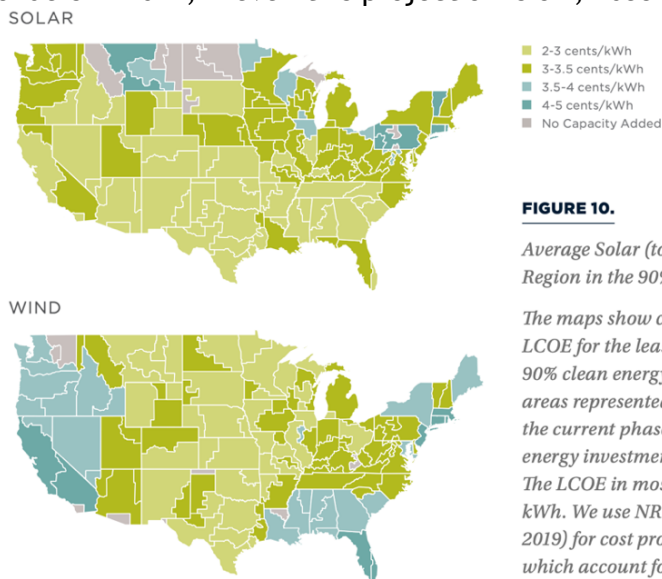 SOLAR
2-3 cents/kWh
3-3.5 cents/kWh
3.5-4 cents/kWh
4-5 cents/kWh
No Capacity Added
FIGURE 10.
Average Solar (to
Region in the 90%
WIND
The maps show c
LCOE for the leas
90% clean energy
areas represente
the current phase
energy investmen
The LCOE in mos
kWh. We use NR
2019) for cost pro
which account fo